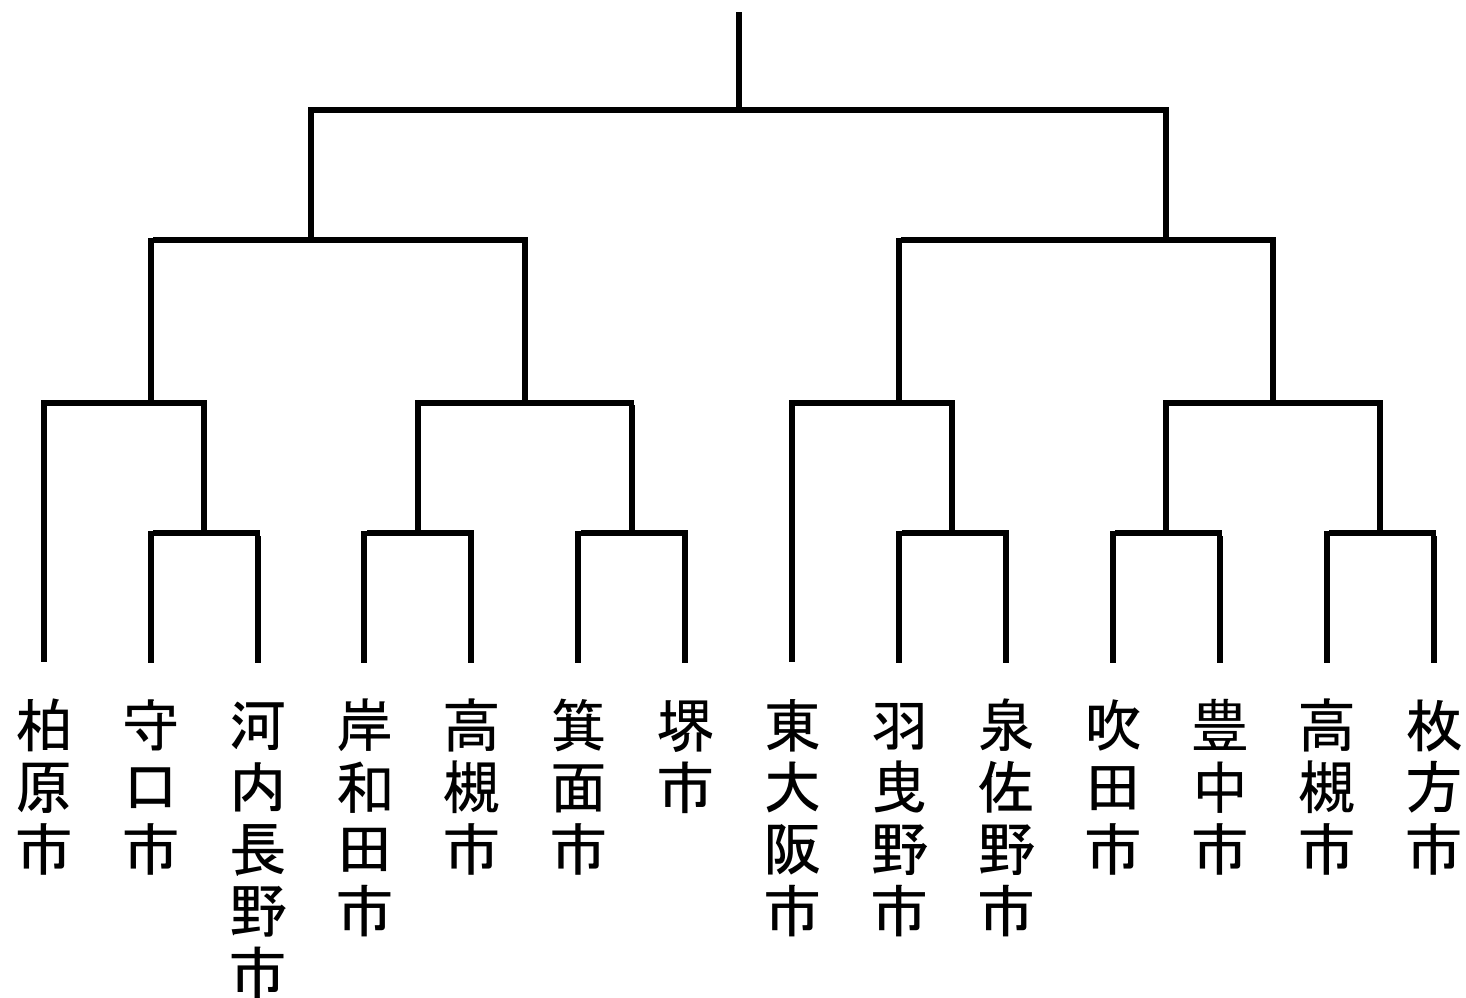 柏原市
守口市
河内長野市
岸和田市
高槻市
箕面市
堺市
東大阪市
羽曳野市
泉佐野市
吹田市
豊中市
高槻市
枚方市